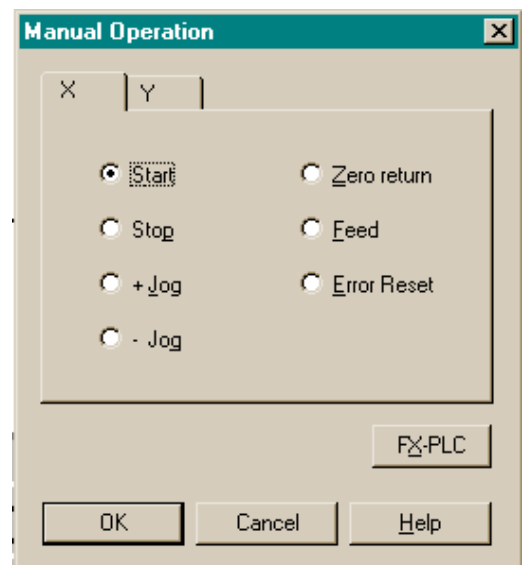 Manual Operation
X Y
Start Zero return
Stop Feed
+ Jog Error Reset
- Jog
FX-PLC
OK Cancel Help